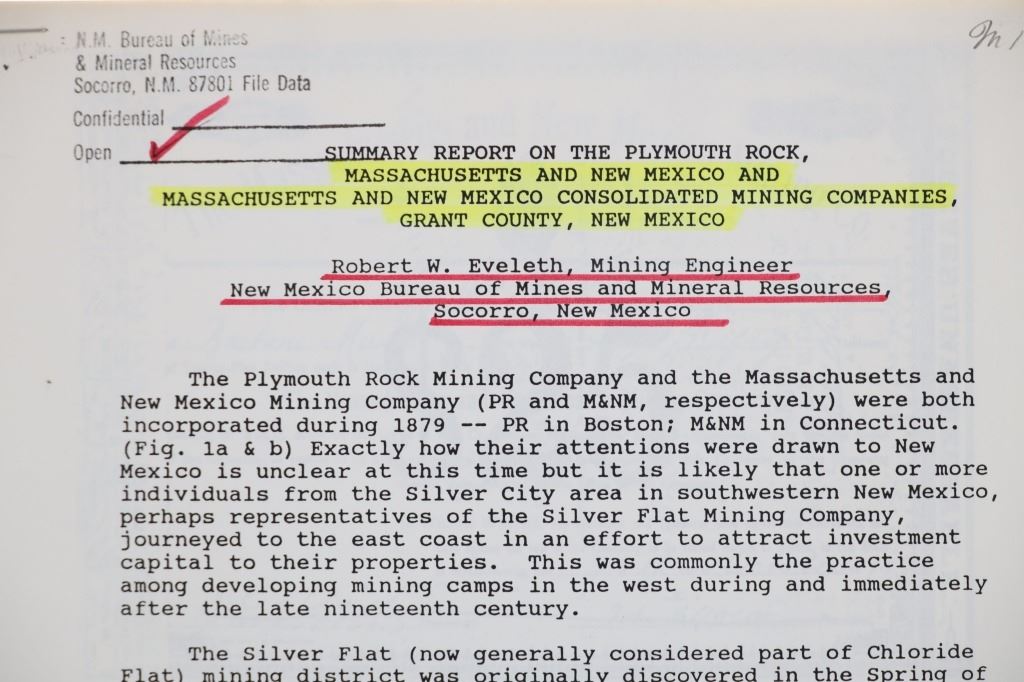 N.M. Bureau of Mines
& Mineral Resources
Socorro, N.M. 87801 File Data
Confidential
Open
SUMMARY REPORT ON THE PLYMOUTH ROCK,
MASSACHUSETTS AND NEW MEXICO AND
MASSACHUSETTS AND NEW MEXICO CONSOLIDATED MINING COMPANIES,
GRANT COUNTY, NEW MEXICO
Robert W. Eveleth, Mining Engineer
New Mexico Bureau of Mines and Mineral Resources,
Socorro, New Mexico
The Plymouth Rock Mining Company and the Massachusetts and
New Mexico Mining Company (PR and M&NM, respectively) were both
incorporated during 1879 -- PR in Boston; M&NM in Connecticut.
(Fig. 1a & b) Exactly how their attentions were drawn to New
Mexico is unclear at this time but it is likely that one or more
individuals from the Silver City area in southwestern New Mexico,
perhaps representatives of the Silver Flat Mining Company,
journeyed to the east coast in an effort to attract investment
capital to their properties. This was commonly the practice
among developing mining camps in the west during and immediately
after the late nineteenth century.
The Silver Flat (now generally considered part of Chloride
Flat) mining district was originally discovered in the Spring of